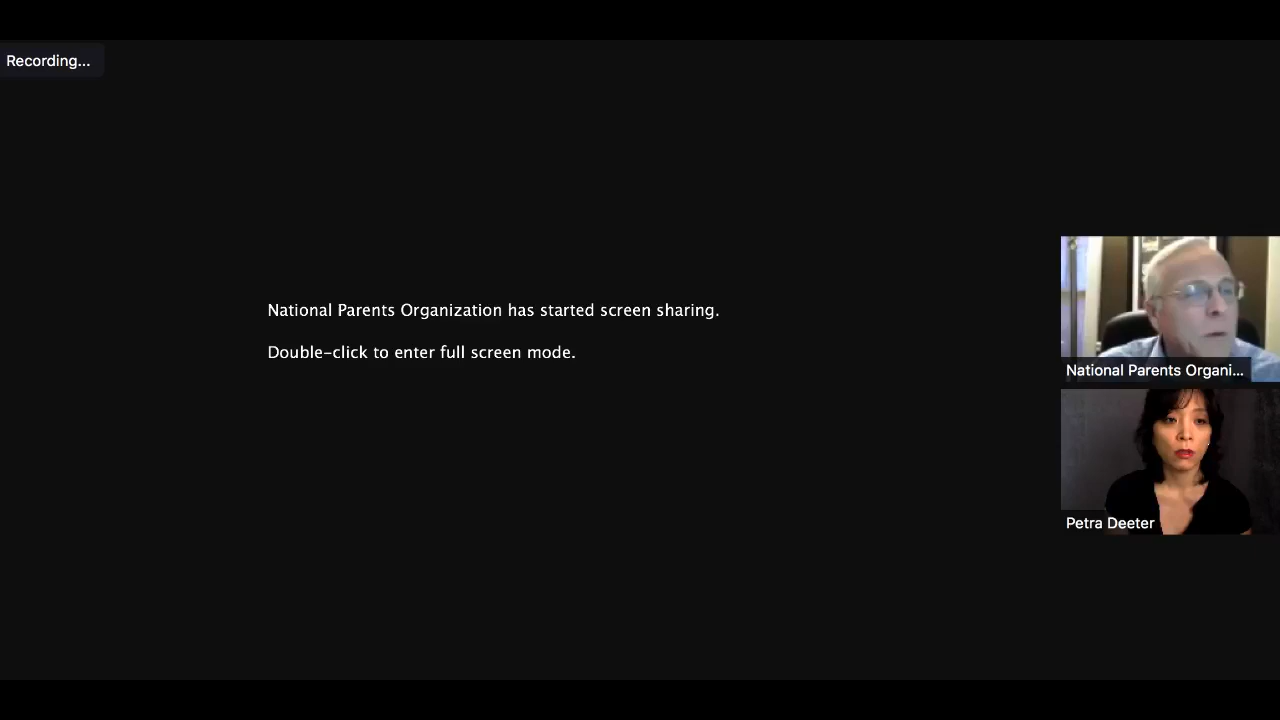 Recording...
National Parents Organization has started screen sharing.
Double-click to enter full screen mode.
National Parents Organi...
Petra Deeter